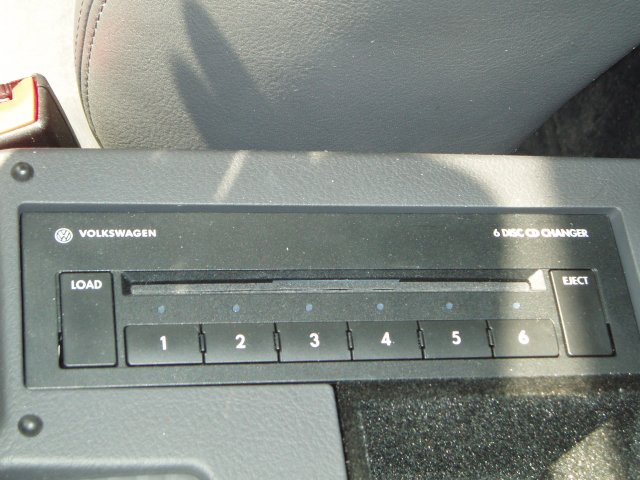 VOLKSWAGEN 6 DISC CD CHANGER
LOAD EJECT
1 2 3 4 5 6